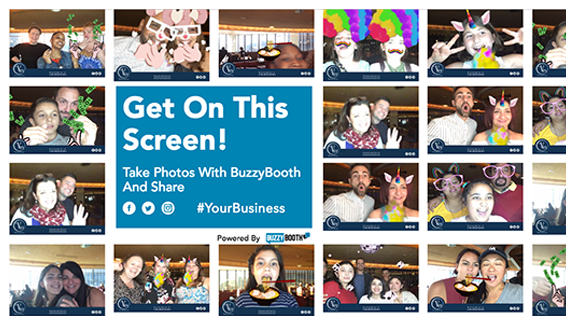 Get On This
Screen!
Take Photos With BuzzyBooth
And Share
#YourBusiness
Powered By BUZZYBOOTH